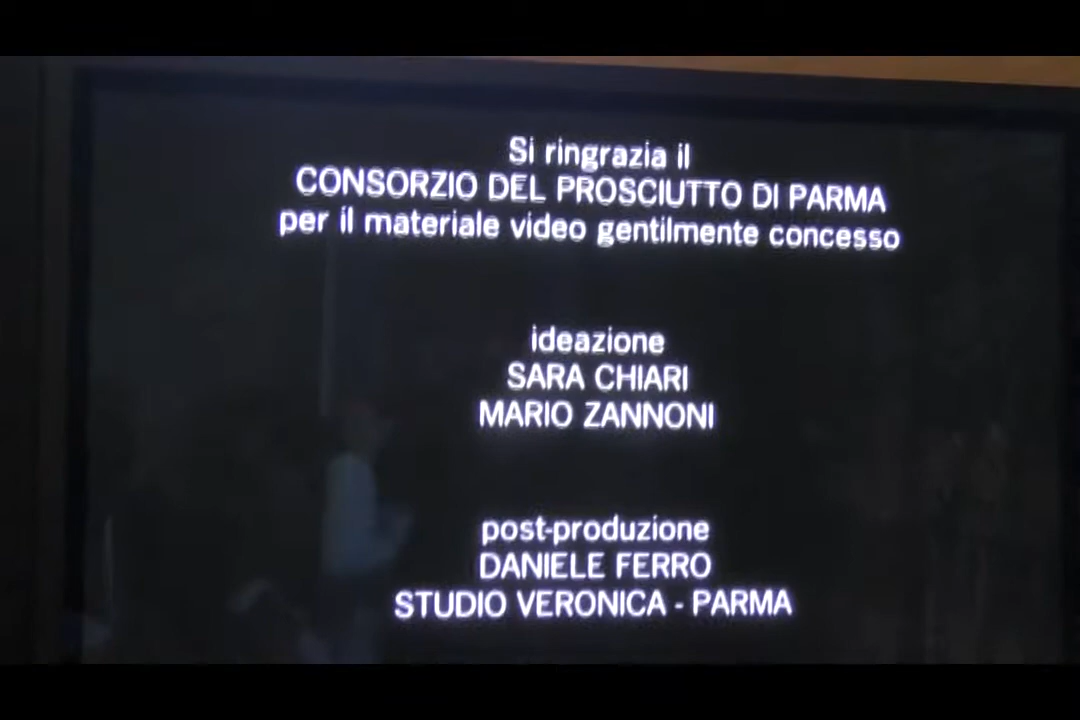 Si ringrazia il
CONSORZIO DEL PROSCIUTTO DI PARMA
per il materiale video gentilmente concesso
ideazione
SARA CHIARI
MARIO ZANNONI
post-produzione
DANIELE FERRO
STUDIO VERONICA - PARMA